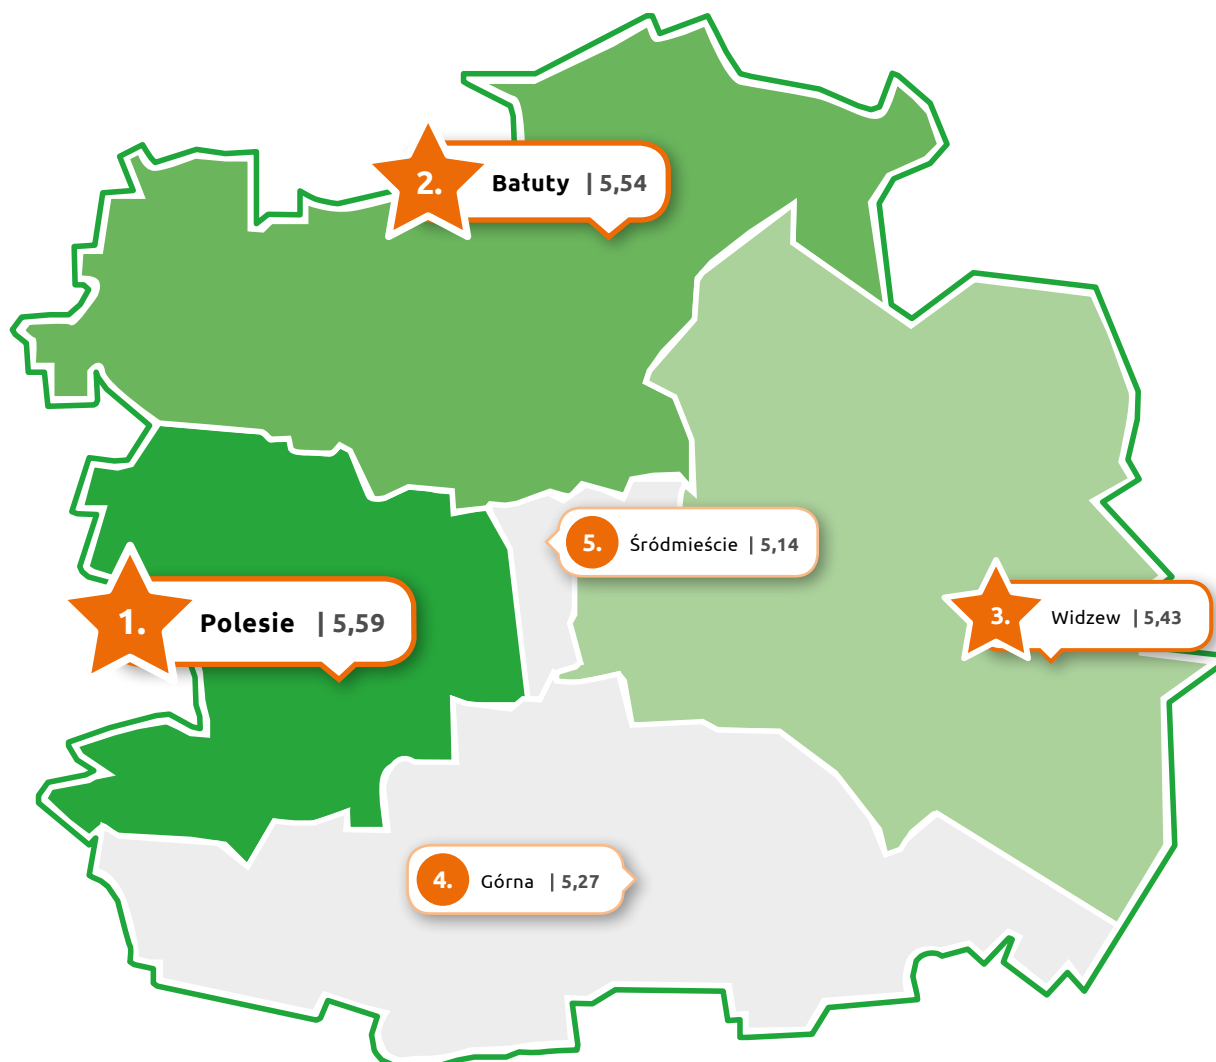 2. Bałuty | 5,54
5. Śródmieście | 5,14
1. Polesie | 5,59
3. Widzew | 5,43
4. Górna | 5,27